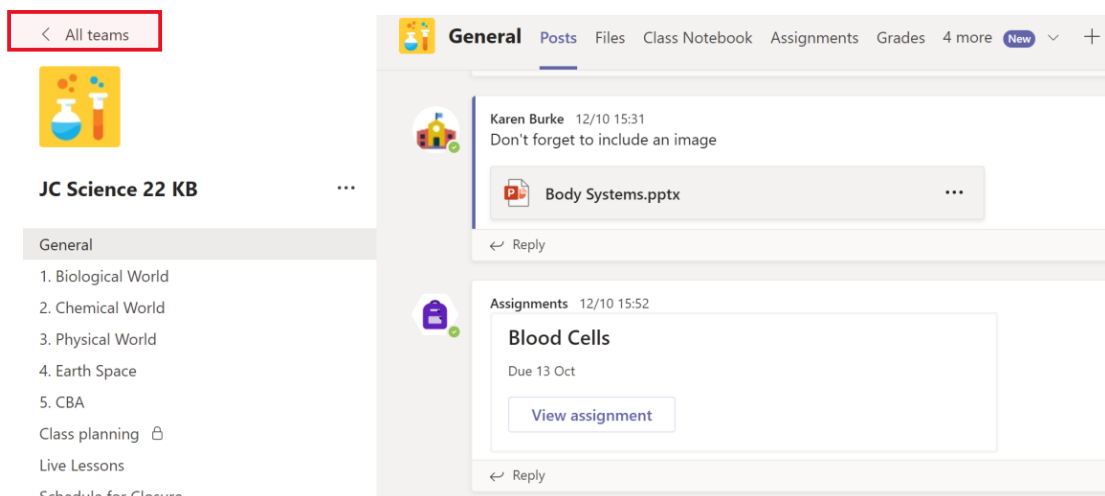 All teams
JC Science 22 KB
General
1. Biological World
2. Chemical World
3. Physical World
4. Earth Space
5. CBA
Class planning
Live Lessons
Schedule for Closure
General Posts Files Class Notebook Assignments Grades 4 more New
Karen Burke 12/10 15:31
Don't forget to include an image
Body Systems.pptx
Reply
Assignments 12/10 15:52
Blood Cells
Due 13 Oct
View assignment
Reply